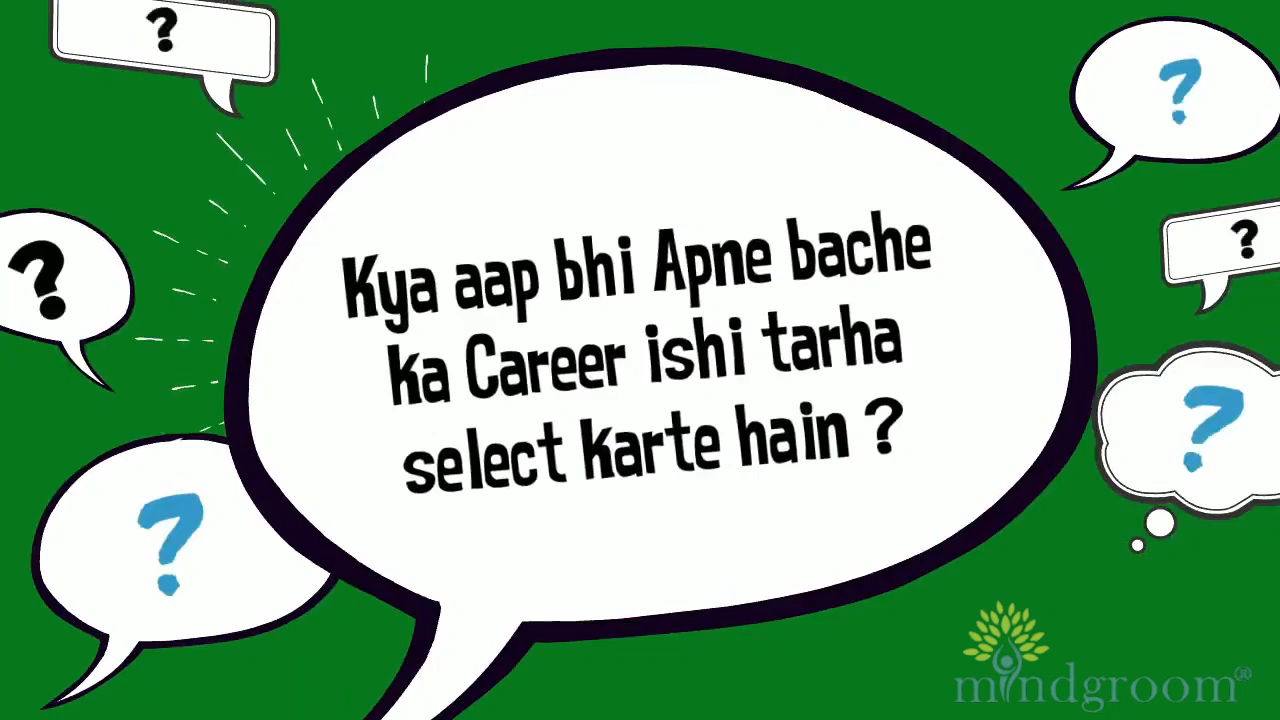 ?
?
?
?
Kya aap bhi Apne bache
ka Career ishi tarha
select karte hain ?
?
?
mindgroom®